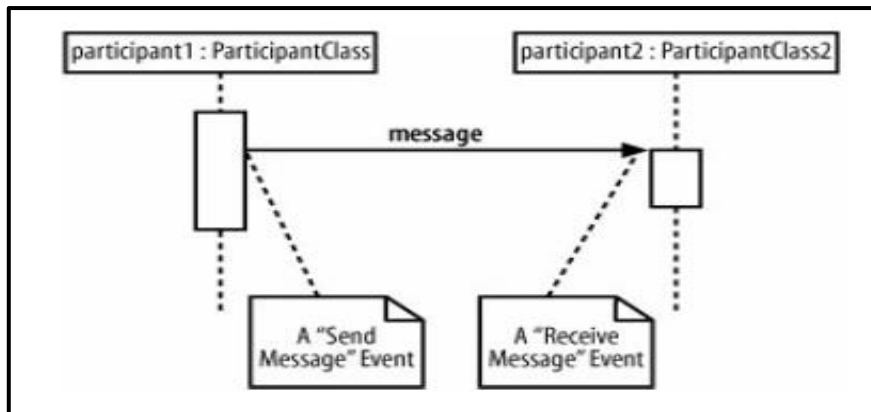 participant1 : ParticipantClass
participant2 : ParticipantClass2
message
A “Send
Message” Event
A “Receive
Message” Event